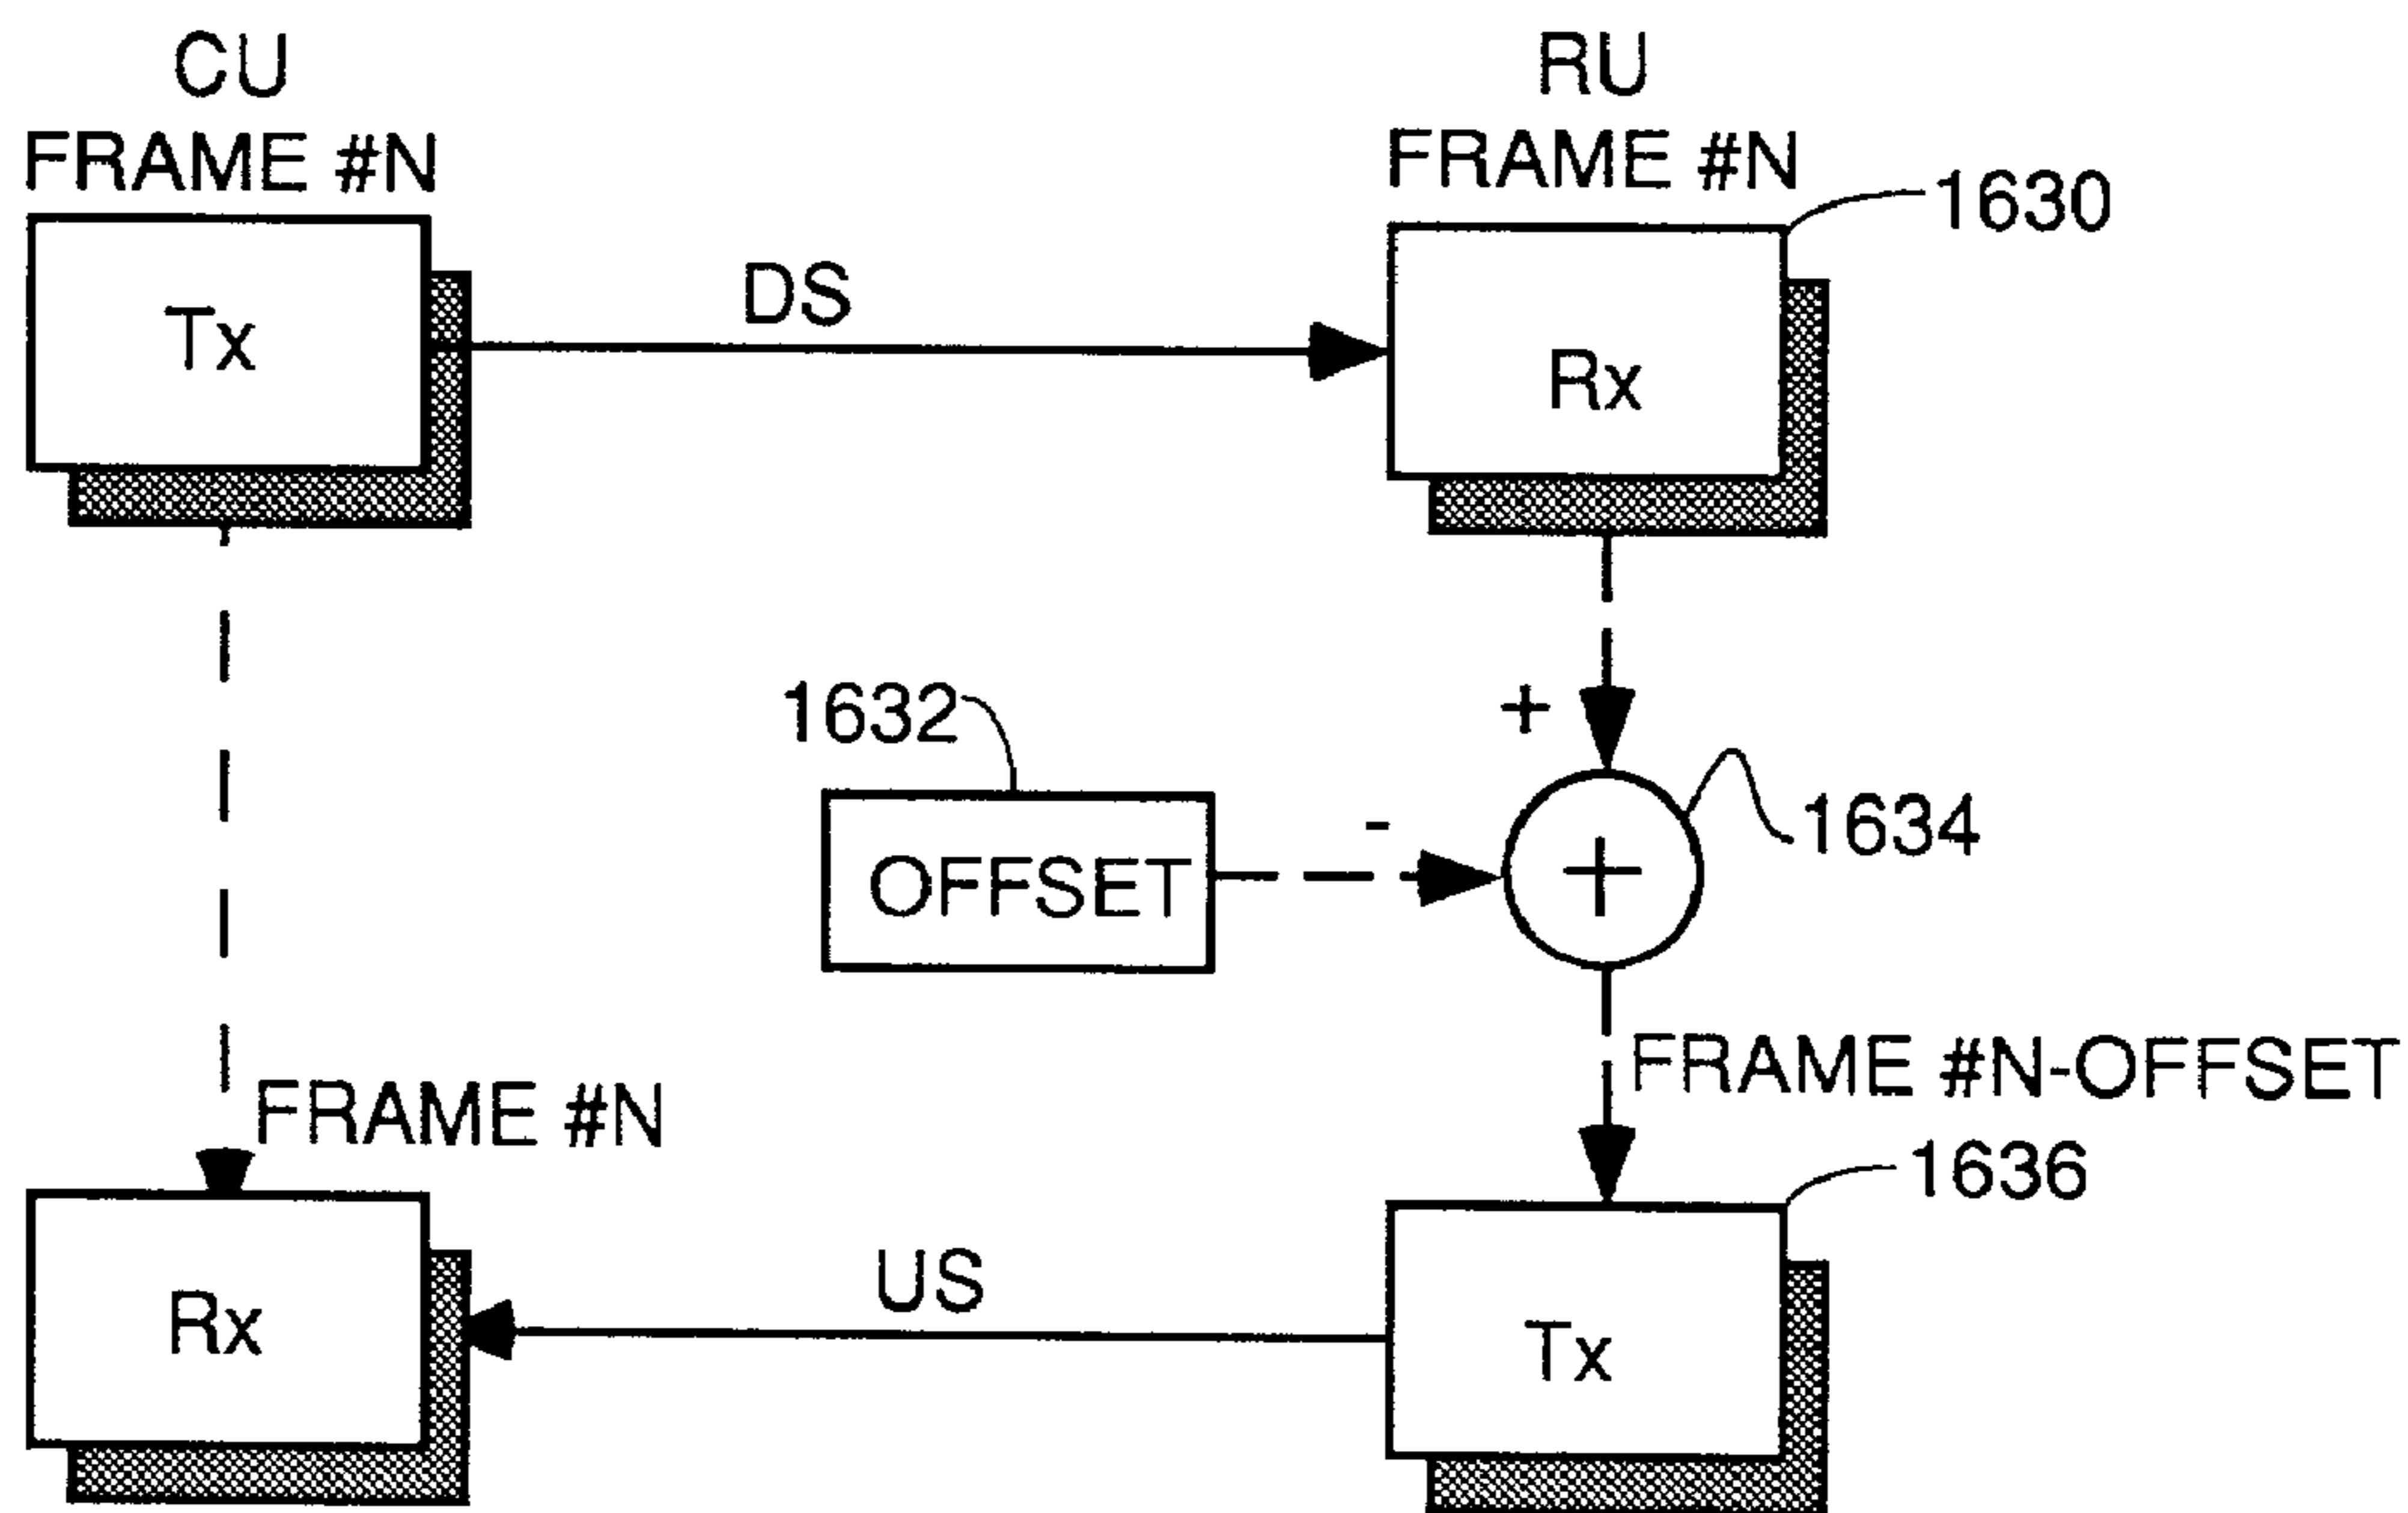 CU
FRAME #N
RU
FRAME #N
1630
Tx
DS
Rx
1632
+
OFFSET
-
+
1634
FRAME #N-OFFSET
FRAME #N
1636
Rx
US
Tx